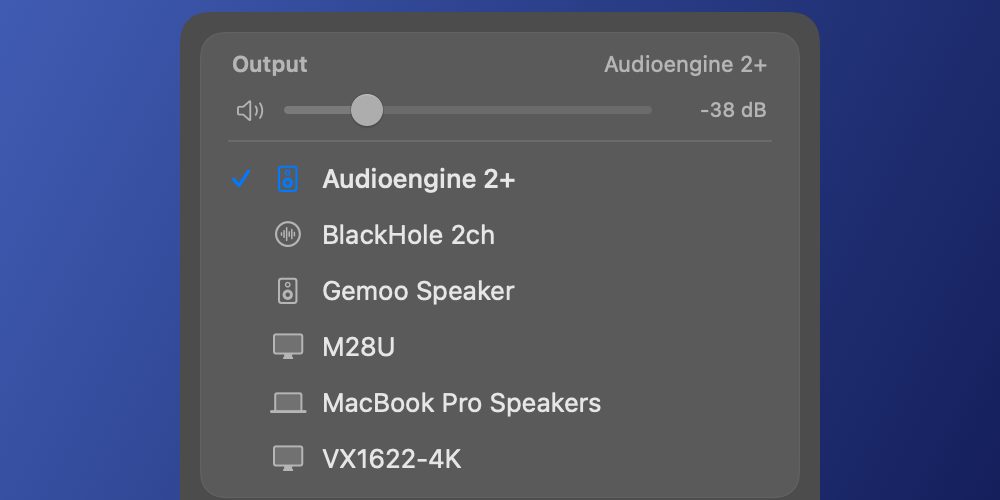 Output
Audioengine 2+
-38 dB
Audioengine 2+
BlackHole 2ch
Gemoo Speaker
M28U
MacBook Pro Speakers
VX1622-4K